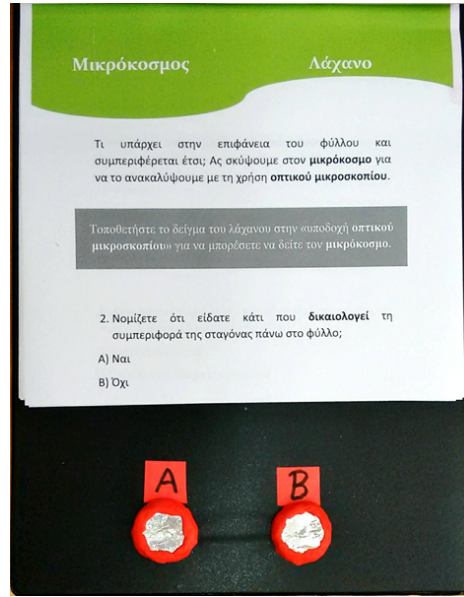 Μικρόκοσμος Λάχανο
Τι υπάρχει στην επιφάνεια του φύλλου και
συμπεριφέρεται έτσι; Ας σκύψουμε στον μικρόκοσμο για
να το ανακαλύψουμε με τη χρήση οπτικού μικροσκοπίου.
Τοποθετήστε το δείγμα του λάχανου στην «υποδοχή οπτικού
μικροσκοπίου» για να μπορέσετε να δείτε τον μικρόκοσμο.
2. Νομίζετε ότι είδατε κάτι που δικαιολογεί τη
συμπεριφορά της σταγόνας πάνω στο φύλλο;
Α) Ναι
Β) Όχι
A B